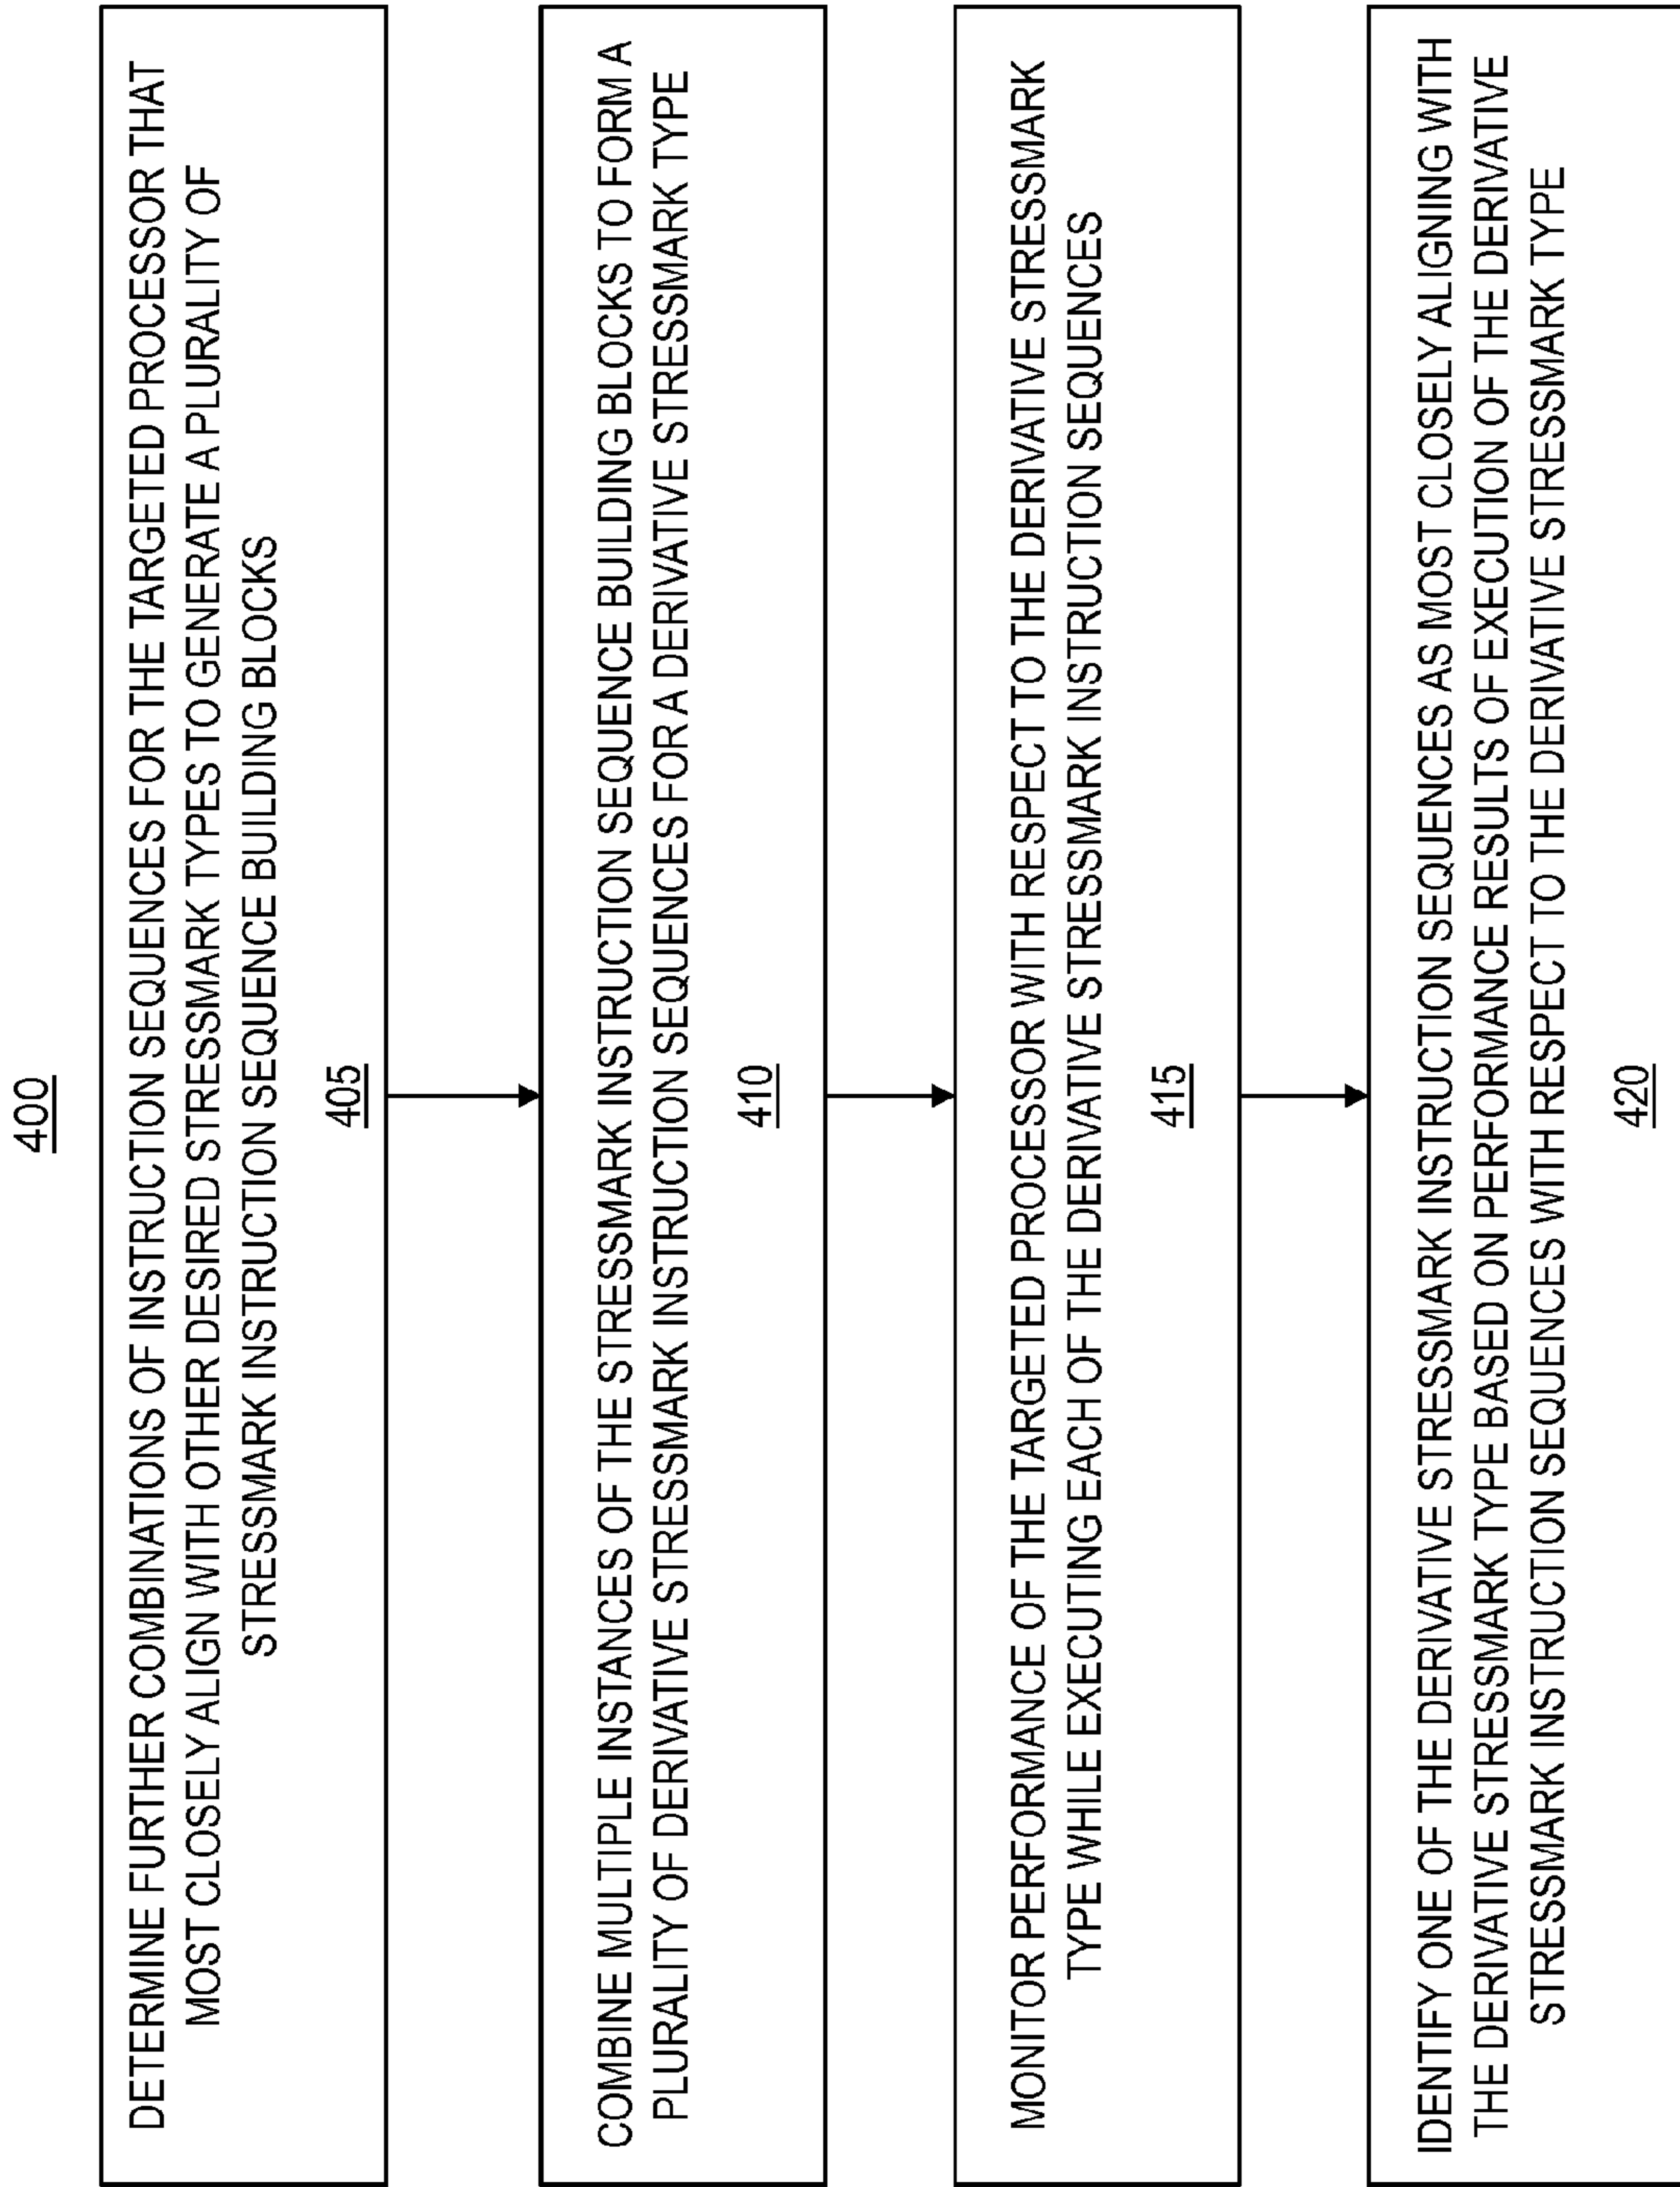 400
DETERMINE FURTHER COMBINATIONS OF INSTRUCTION SEQUENCES FOR THE TARGETED PROCESSOR THAT
MOST CLOSELY ALIGN WITH OTHER DESIRED STRESSMARK TYPES TO GENERATE A PLURALITY OF
STRESSMARK INSTRUCTION SEQUENCE BUILDING BLOCKS
405
COMBINE MULTIPLE INSTANCES OF THE STRESSMARK INSTRUCTION SEQUENCE BUILDING BLOCKS TO FORM A
PLURALITY OF DERIVATIVE STRESSMARK INSTRUCTION SEQUENCES FOR A DERIVATIVE STRESSMARK TYPE
410
MONITOR PERFORMANCE OF THE TARGETED PROCESSOR WITH RESPECT TO THE DERIVATIVE STRESSMARK
TYPE WHILE EXECUTING EACH OF THE DERIVATIVE STRESSMARK INSTRUCTION SEQUENCES
415
IDENTIFY ONE OF THE DERIVATIVE STRESSMARK INSTRUCTION SEQUENCES AS MOST CLOSELY ALIGNING WITH
THE DERIVATIVE STRESSMARK TYPE BASED ON PERFORMANCE RESULTS OF EXECUTION OF THE DERIVATIVE
STRESSMARK INSTRUCTION SEQUENCES WITH RESPECT TO THE DERIVATIVE STRESSMARK TYPE
420